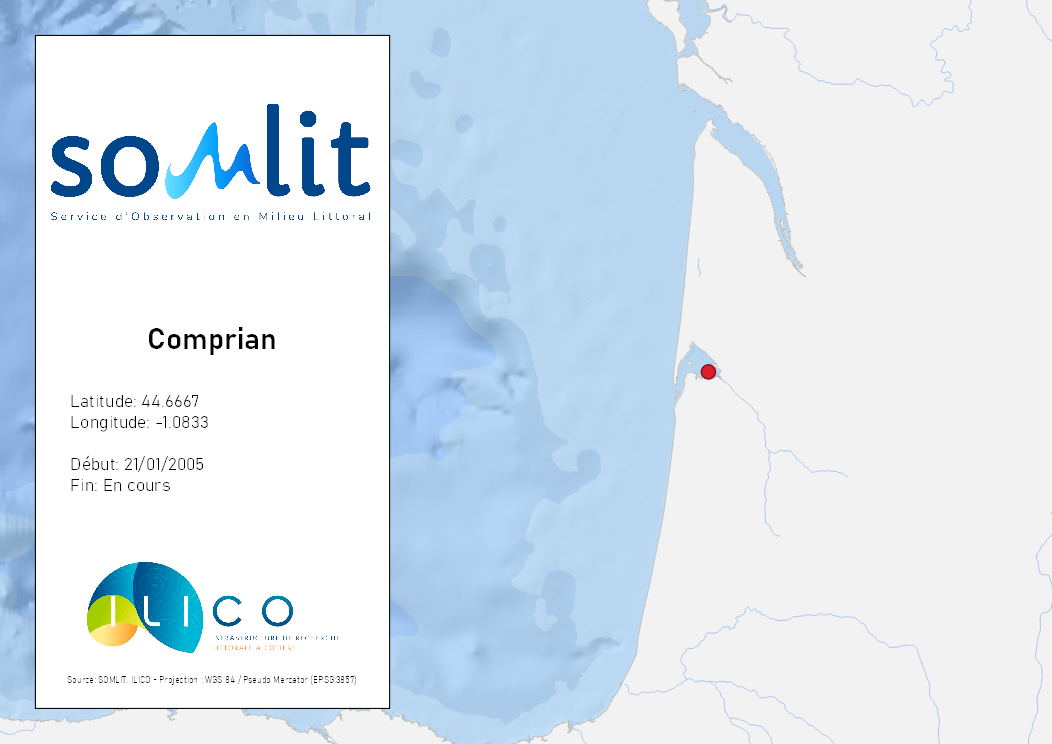 somlit
Service d'Observation en Milieu Littoral
Comprian
Latitude: 44.6667
Longitude: -1.0833
Début: 21/01/2005
Fin: En cours
ILICO
INFRASTRUCTURE DE RECHERCHE
LITTORALE & COTIERE
Source: SOMLIT, ILICO - Projection : WGS 84 / Pseudo Mercator (EPSG:3857)